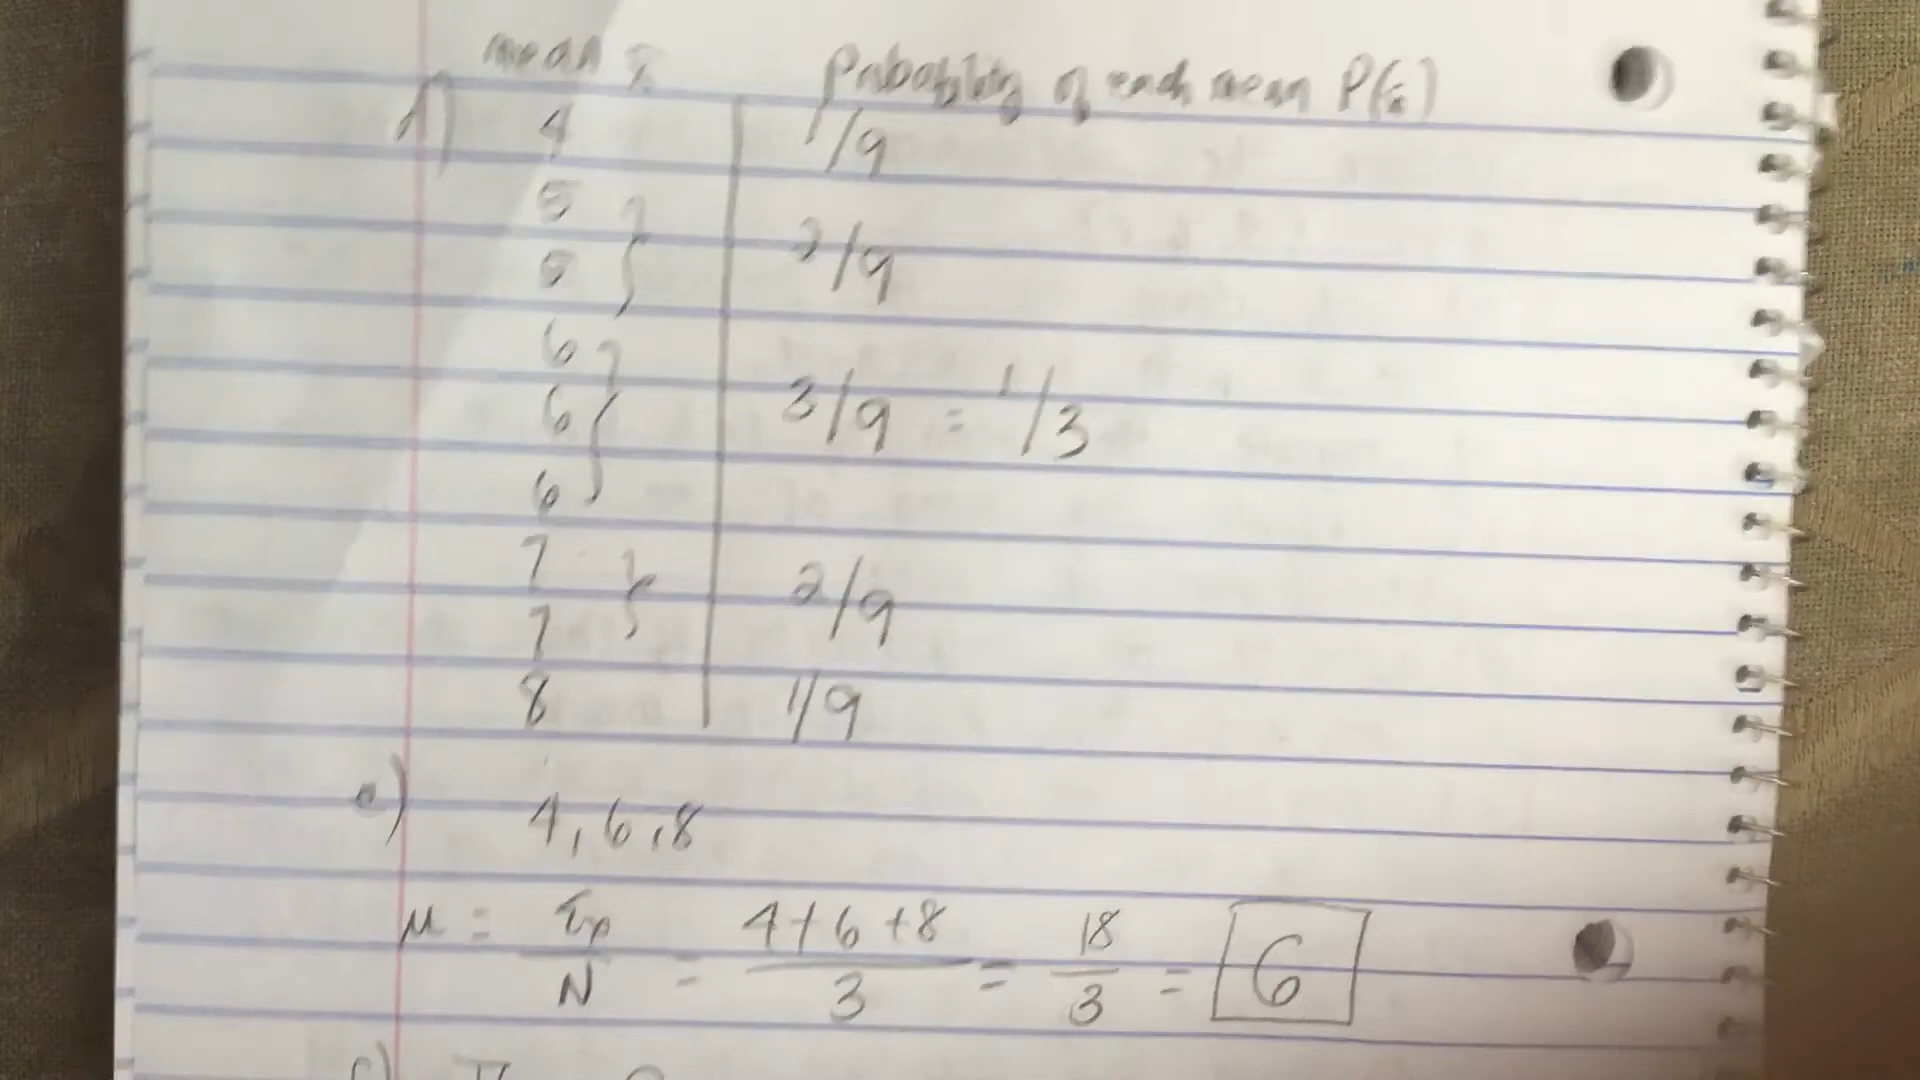 mean x̄ Probability of each mean P(x̄)
d) 4 1/9
5
5 } 2/9
6
6 } 3/9 = 1/3
6
7
7 } 2/9
8 1/9
e) 4, 6, 8
μ = Σx/N = 4+6+8/3 = 18/3 = 6